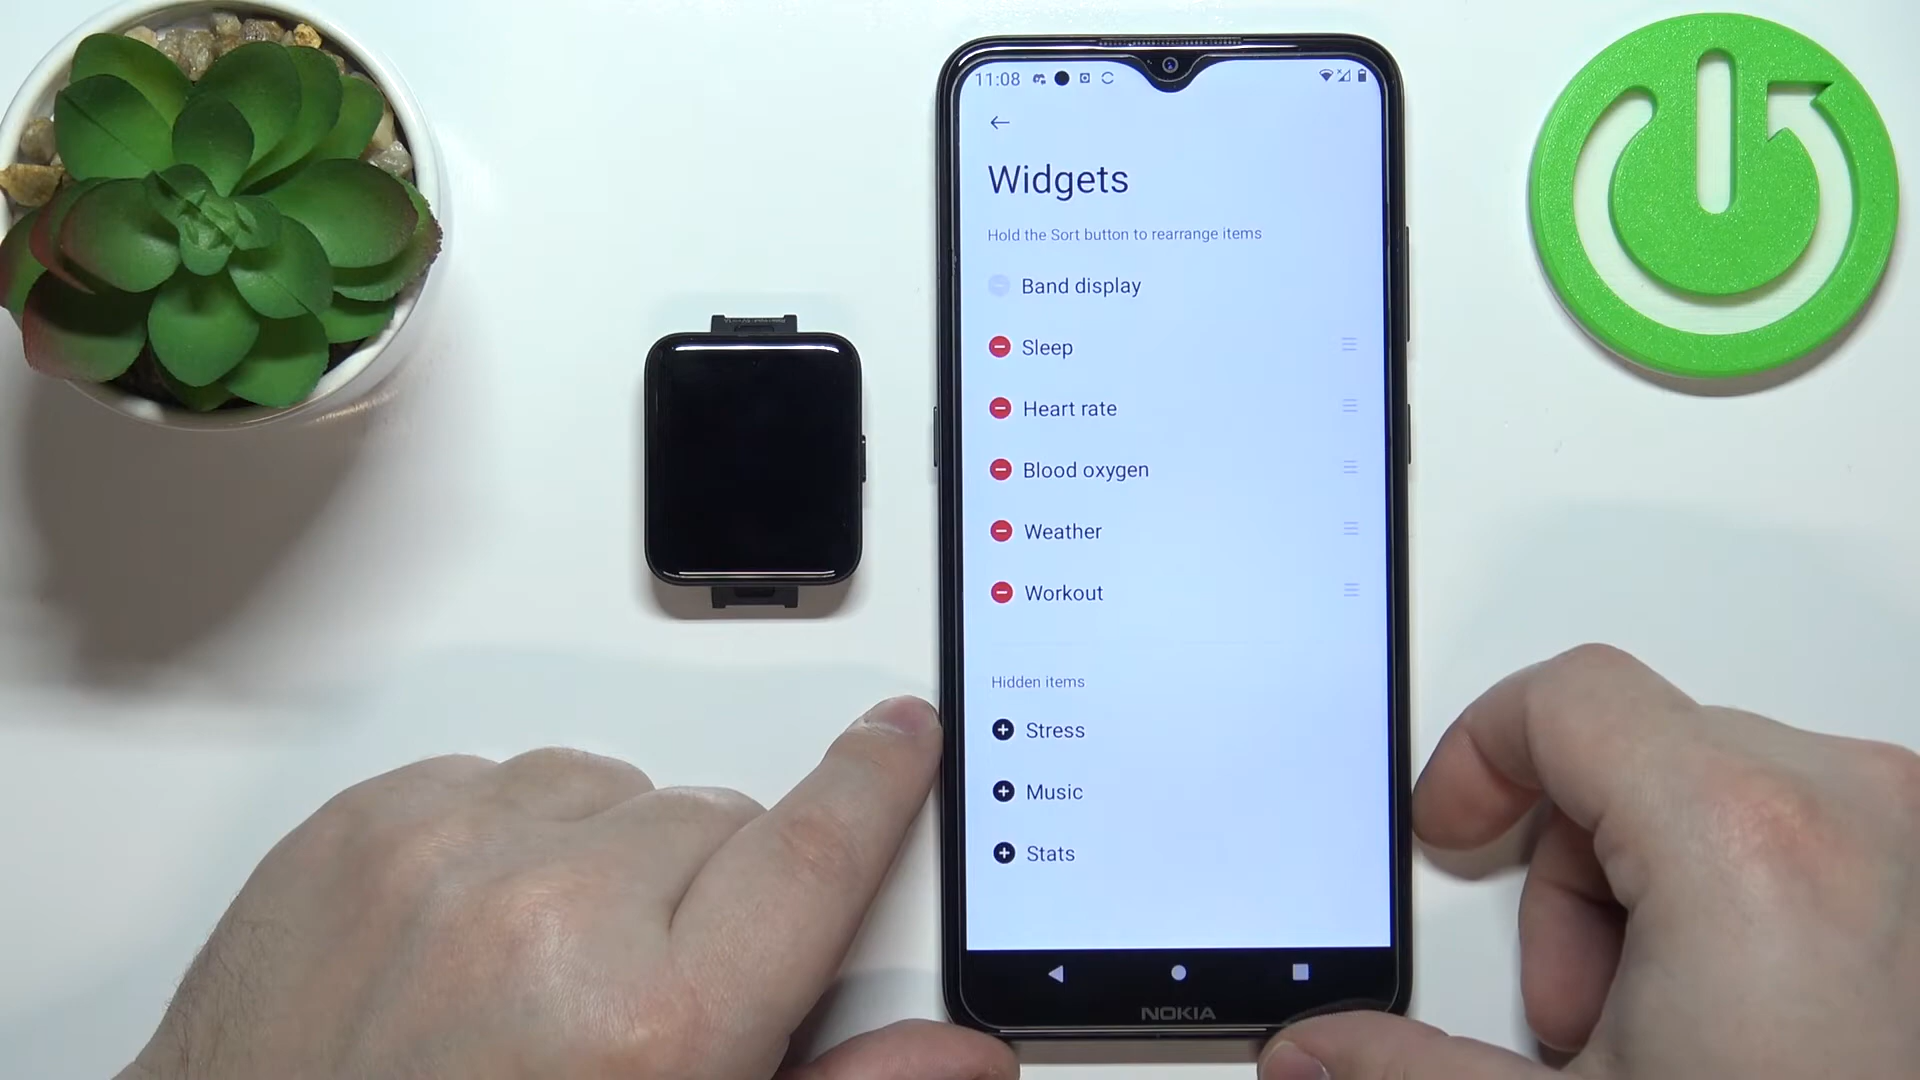 11:08
Widgets
Hold the Sort button to rearrange items
Band display
Sleep
Heart rate
Blood oxygen
Weather
Workout
Hidden items
Stress
Music
Stats
NOKIA